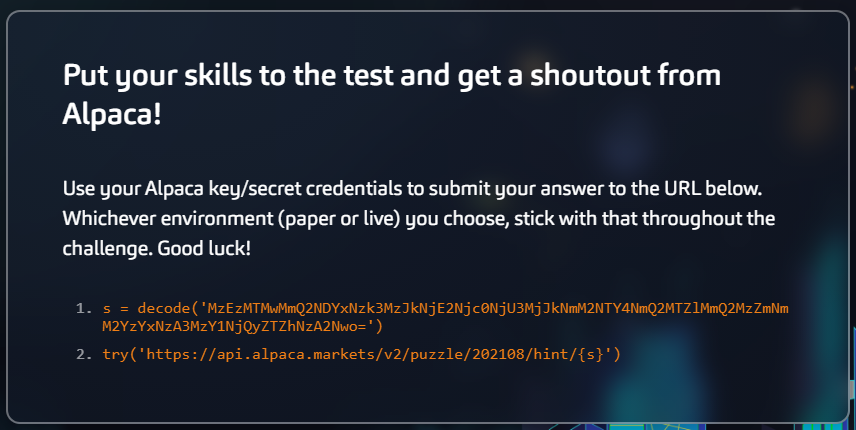 Put your skills to the test and get a shoutout from
Alpaca!
Use your Alpaca key/secret credentials to submit your answer to the URL below.
Whichever environment (paper or live) you choose, stick with that throughout the
challenge. Good luck!
1. s = decode('MzEzMTMwMmQ2NDYxNzk3MzJkNjE2Njc0NjU3MjJkNmM2NTY4NmQ2MTZlMmQ2MzZmNm
M2YzYxNzA3MzY1NjQyZTZhNzA2Nwo=')
2. try('https://api.alpaca.markets/v2/puzzle/202108/hint/{s}')